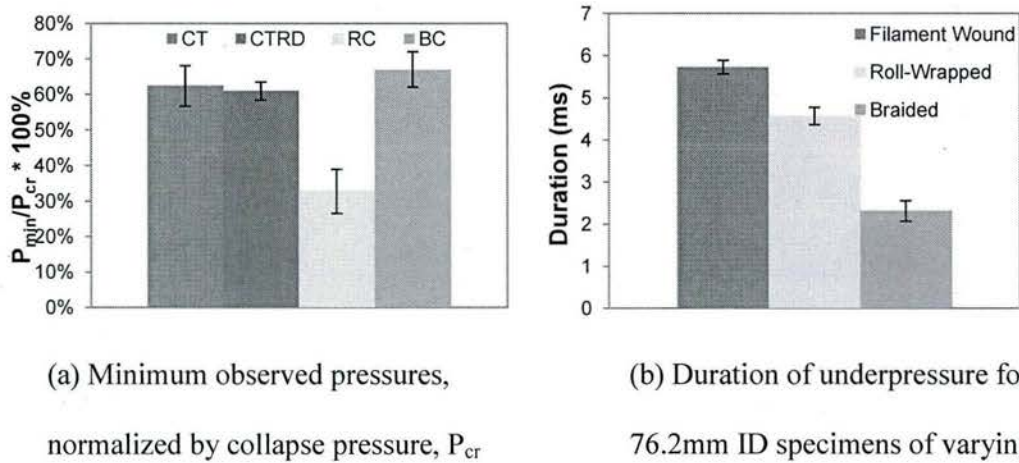 80%
70%
60%
50%
40%
30%
20%
10%
0%
P_min/P_cr * 100%
CT CTRD RC BC
7
6
5
4
3
2
1
0
Duration (ms)
Filament Wound
Roll-Wrapped
Braided
(a) Minimum observed pressures,
normalized by collapse pressure, P_cr
(b) Duration of underpressure fo
76.2mm ID specimens of varyin